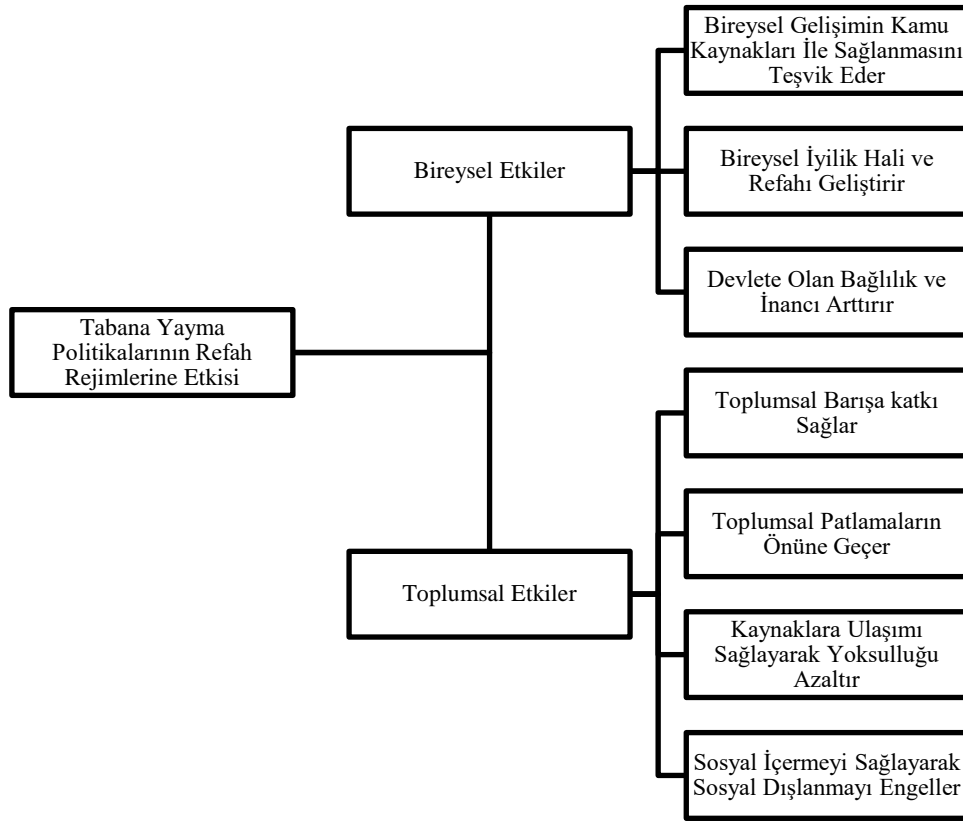 Tabana Yayma
Politikalarının Refah
Rejimlerine Etkisi
Bireysel Etkiler
Bireysel Gelişimin Kamu
Kaynakları İle Sağlanmasını
Teşvik Eder
Bireysel İyilik Hali ve
Refahı Geliştirir
Devlete Olan Bağlılık ve
İnancı Arttırır
Toplumsal Etkiler
Toplumsal Barışa katkı
Sağlar
Toplumsal Patlamaların
Önüne Geçer
Kaynaklara Ulaşımı
Sağlayarak Yoksulluğu
Azaltır
Sosyal İçermeyi Sağlayarak
Sosyal Dışlanmayı Engeller